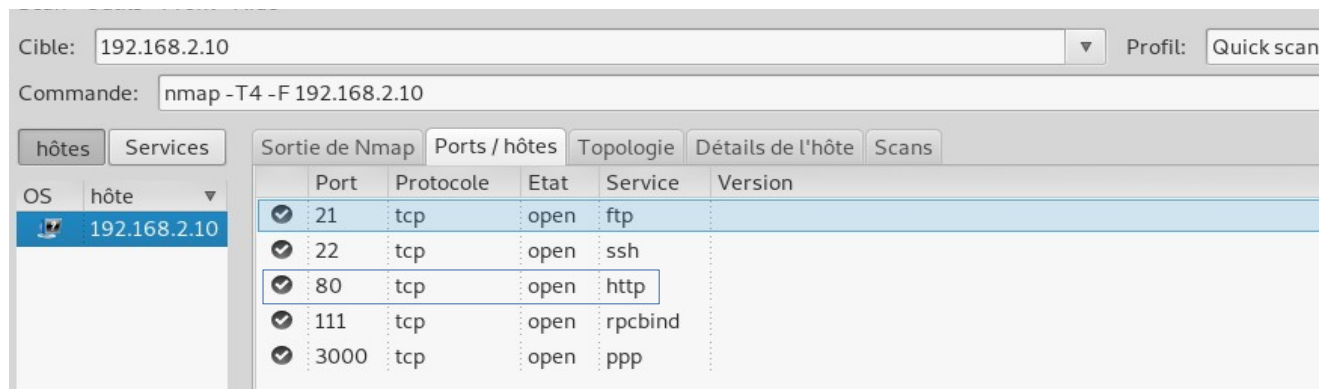 Cible: 192.168.2.10 Profil: Quick scan
Commande: nmap -T4 -F 192.168.2.10
hôtes Services Sortie de Nmap Ports / hôtes Topologie Détails de l'hôte Scans
OS hôte Port Protocole Etat Service Version
192.168.2.10 21 tcp open ftp
22 tcp open ssh
80 tcp open http
111 tcp open rpcbind
3000 tcp open ppp